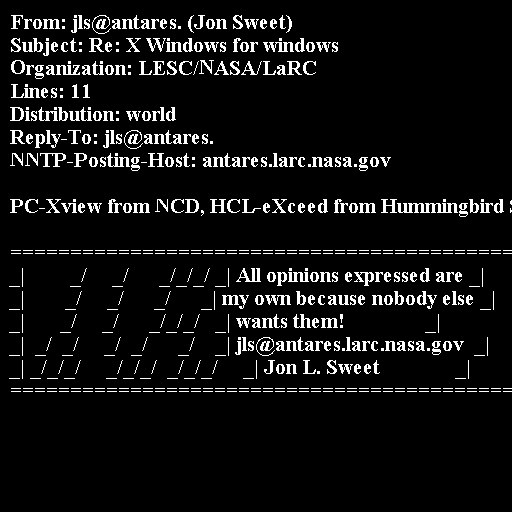 From: jls@antares. (Jon Sweet)
Subject: Re: X Windows for windows
Organization: LESC/NASA/LaRC
Lines: 11
Distribution: world
Reply-To: jls@antares.
NNTP-Posting-Host: antares.larc.nasa.gov

PC-Xview from NCD, HCL-eXceed from Hummingbird

===========================================
_|         _/      _/      _/_/_/ _| All opinions expressed are _|
_|        _/      _/      _/       _| my own because nobody else _|
_|       _/      _/      _/_/_/   _| wants them!                _|
_|  _/  _/      _/  _/        _/    _| jls@antares.larc.nasa.gov  _|
_| _/_/_/      _/_/_/  _/_/_/     _| Jon L. Sweet               _|
===========================================